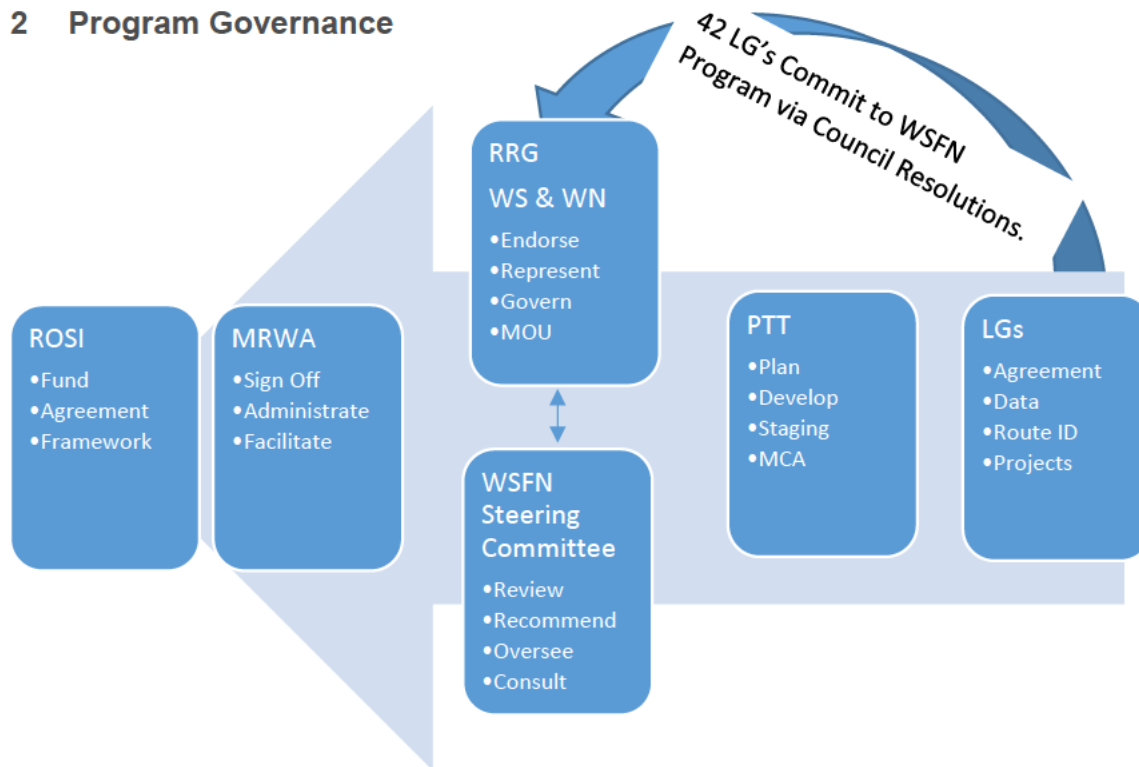 2 Program Governance
42 LG's Commit to WSFN
Program via Council Resolutions.
RRG
WS & WN
•Endorse
•Represent
•Govern
•MOU
ROSI
•Fund
•Agreement
•Framework
MRWA
•Sign Off
•Administrate
•Facilitate
WSFN
Steering
Committee
•Review
•Recommend
•Oversee
•Consult
PTT
•Plan
•Develop
•Staging
•MCA
LGs
•Agreement
•Data
•Route ID
•Projects